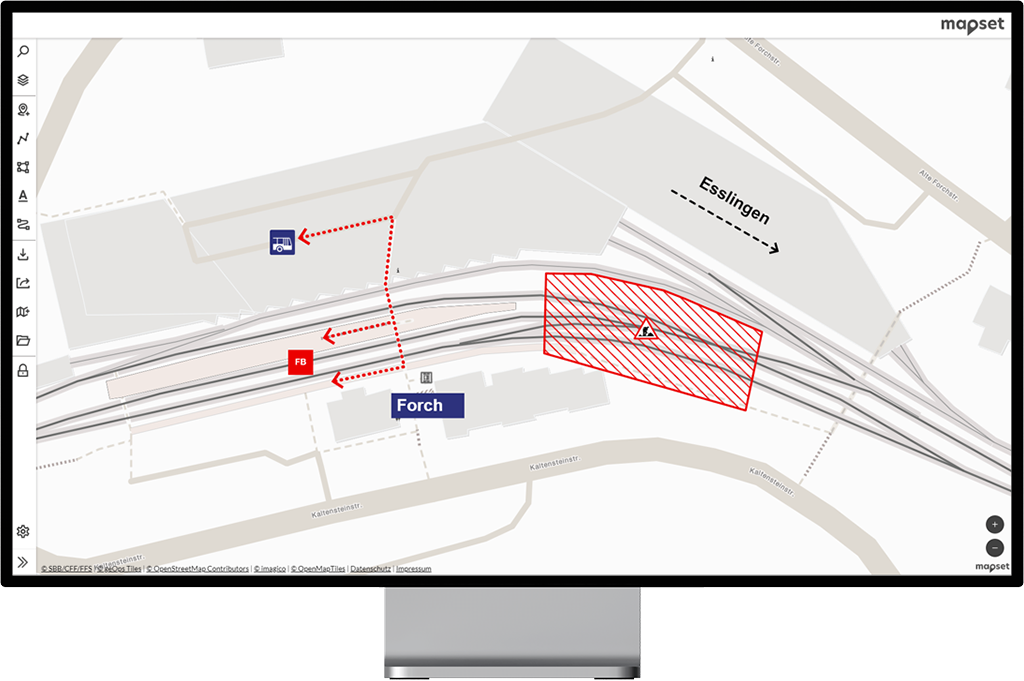 mapset
Alte Forchstr.
Alte Forchstr.
Esslingen
FB
H
Forch
Kaltensteinstr
Kaltensteinstr.
Kaltensteinstr
Kaltensteinstr.
© SBB/CFF/FFS | © geOps Tiles | © OpenStreetMap Contributors | © imagico | © OpenMapTiles | Datenschutz | Impressum
mapset